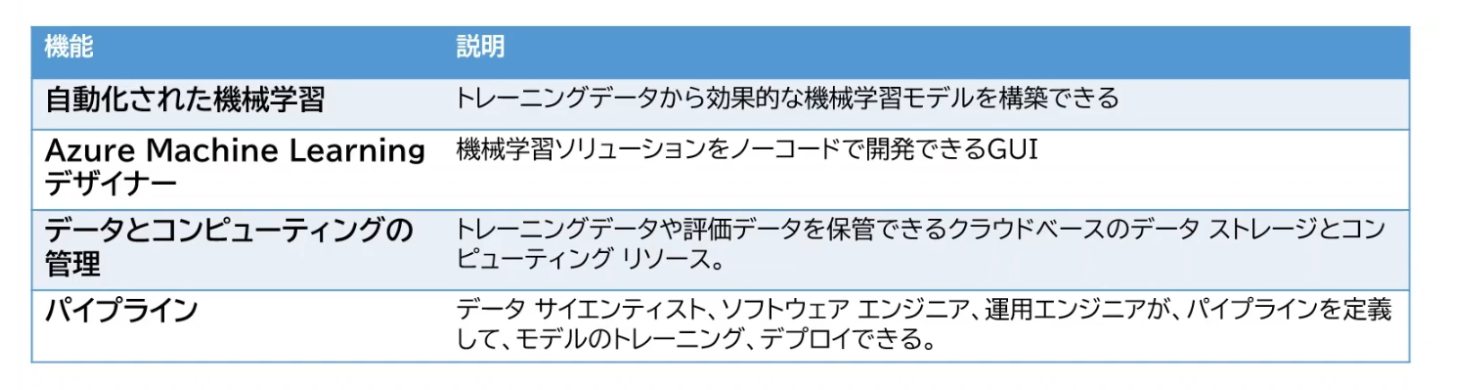 機能
説明
自動化された機械学習
トレーニングデータから効果的な機械学習モデルを構築できる
Azure Machine Learning
デザイナー
機械学習ソリューションをノーコードで開発できるGUI
データとコンピューティングの
管理
トレーニングデータや評価データを保管できるクラウドベースのデータ ストレージとコン
ピューティング リソース。
パイプライン
データ サイエンティスト、ソフトウェア エンジニア、運用エンジニアが、パイプラインを定義
して、モデルのトレーニング、デプロイできる。